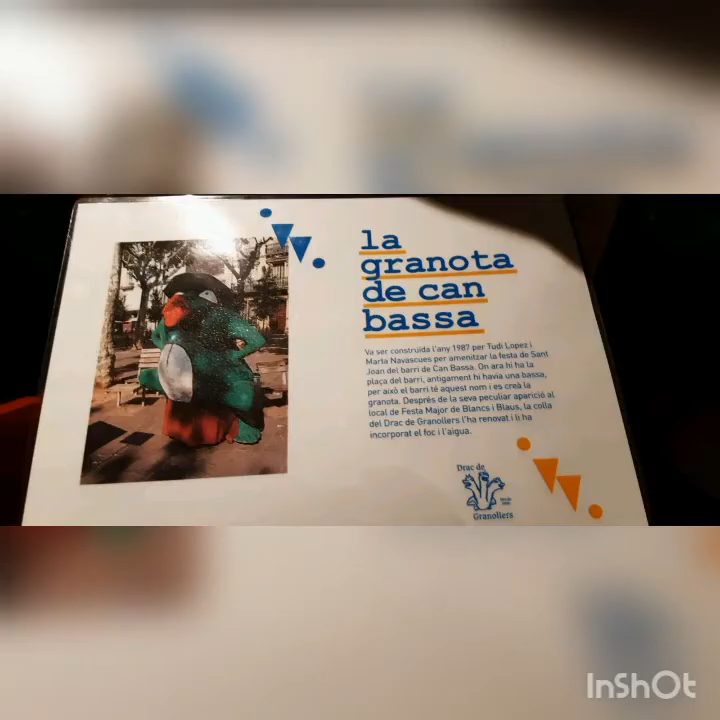 la
granota
de can
bassa
Va ser construïda l'any 1987 per Tudi Lopez i
Marta Navascues per amenitzar la festa de Sant
Joan del barri de Can Bassa. On ara hi ha la
plaça del barri, antigament hi havia una bassa,
per això el barri té aquest nom i es creà la
granota. Després de la seva peculiar aparició al
local de Festa Major de Blancs i Blaus, la colla
del Drac de Granollers l'ha renovat i li ha
incorporat el foc i l'aigua.
Drac de
Granollers
InShOt